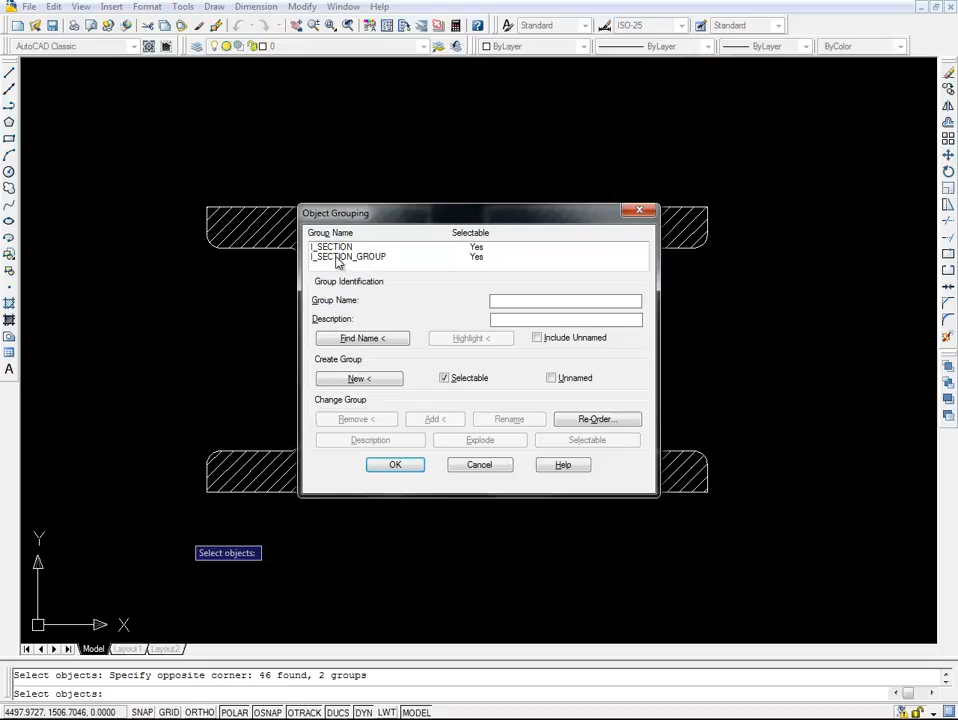 File Edit View Insert Format Tools Draw Dimension Modify Window Help
Standard ISO-25 Standard
AutoCAD Classic 0 ByLayer ByLayer ByLayer ByColor
Object Grouping
Group Name Selectable
I_SECTION Yes
I_SECTION_GROUP Yes
Group Identification
Group Name:
Description:
Find Name < Highlight < Include Unnamed
Create Group
New < Selectable Unnamed
Change Group
Remove < Add < Rename Re-Order...
Description Explode Selectable
OK Cancel Help
Y
Select objects:
X
Model Layout1 Layout2
Select objects: Specify opposite corner: 46 found, 2 groups
Select objects:
4497.9727, 1506.7046, 0.0000 SNAP GRID ORTHO POLAR OSNAP OTRACK DUCS DYN LWT MODEL
A